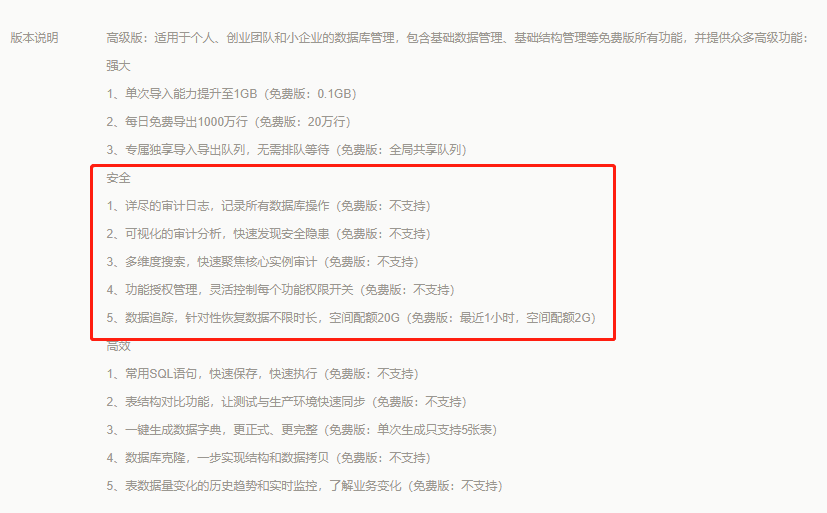 版本说明
高级版：适用于个人、创业团队和小企业的数据库管理，包含基础数据管理、基础结构管理等免费版所有功能，并提供众多高级功能：
强大
1、单次导入能力提升至1GB（免费版：0.1GB）
2、每日免费导出1000万行（免费版：20万行）
3、专属独享导入导出队列，无需排队等待（免费版：全局共享队列）
安全
1、详尽的审计日志，记录所有数据库操作（免费版：不支持）
2、可视化的审计分析，快速发现安全隐患（免费版：不支持）
3、多维度搜索，快速聚焦核心实例审计（免费版：不支持）
4、功能授权管理，灵活控制每个功能权限开关（免费版：不支持）
5、数据追踪，针对性恢复数据不限时长，空间配额20G（免费版：最近1小时，空间配额2G）
高效
1、常用SQL语句，快速保存，快速执行（免费版：不支持）
2、表结构对比功能，让测试与生产环境快速同步（免费版：不支持）
3、一键生成数据字典，更正式、更完整（免费版：单次生成只支持5张表）
4、数据库克隆，一步实现结构和数据拷贝（免费版：不支持）
5、表数据量变化的历史趋势和实时监控，了解业务变化（免费版：不支持）